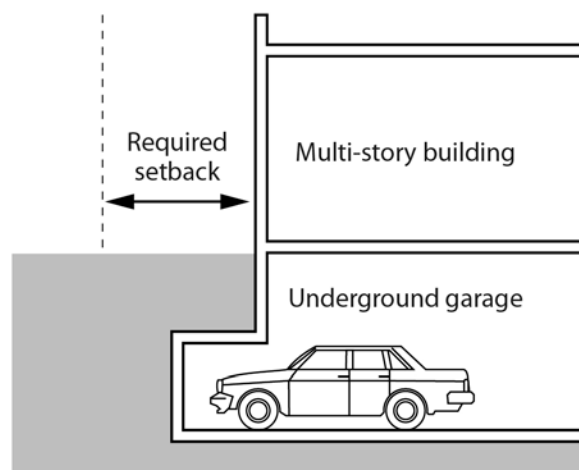 Required
setback
Multi-story building
Underground garage